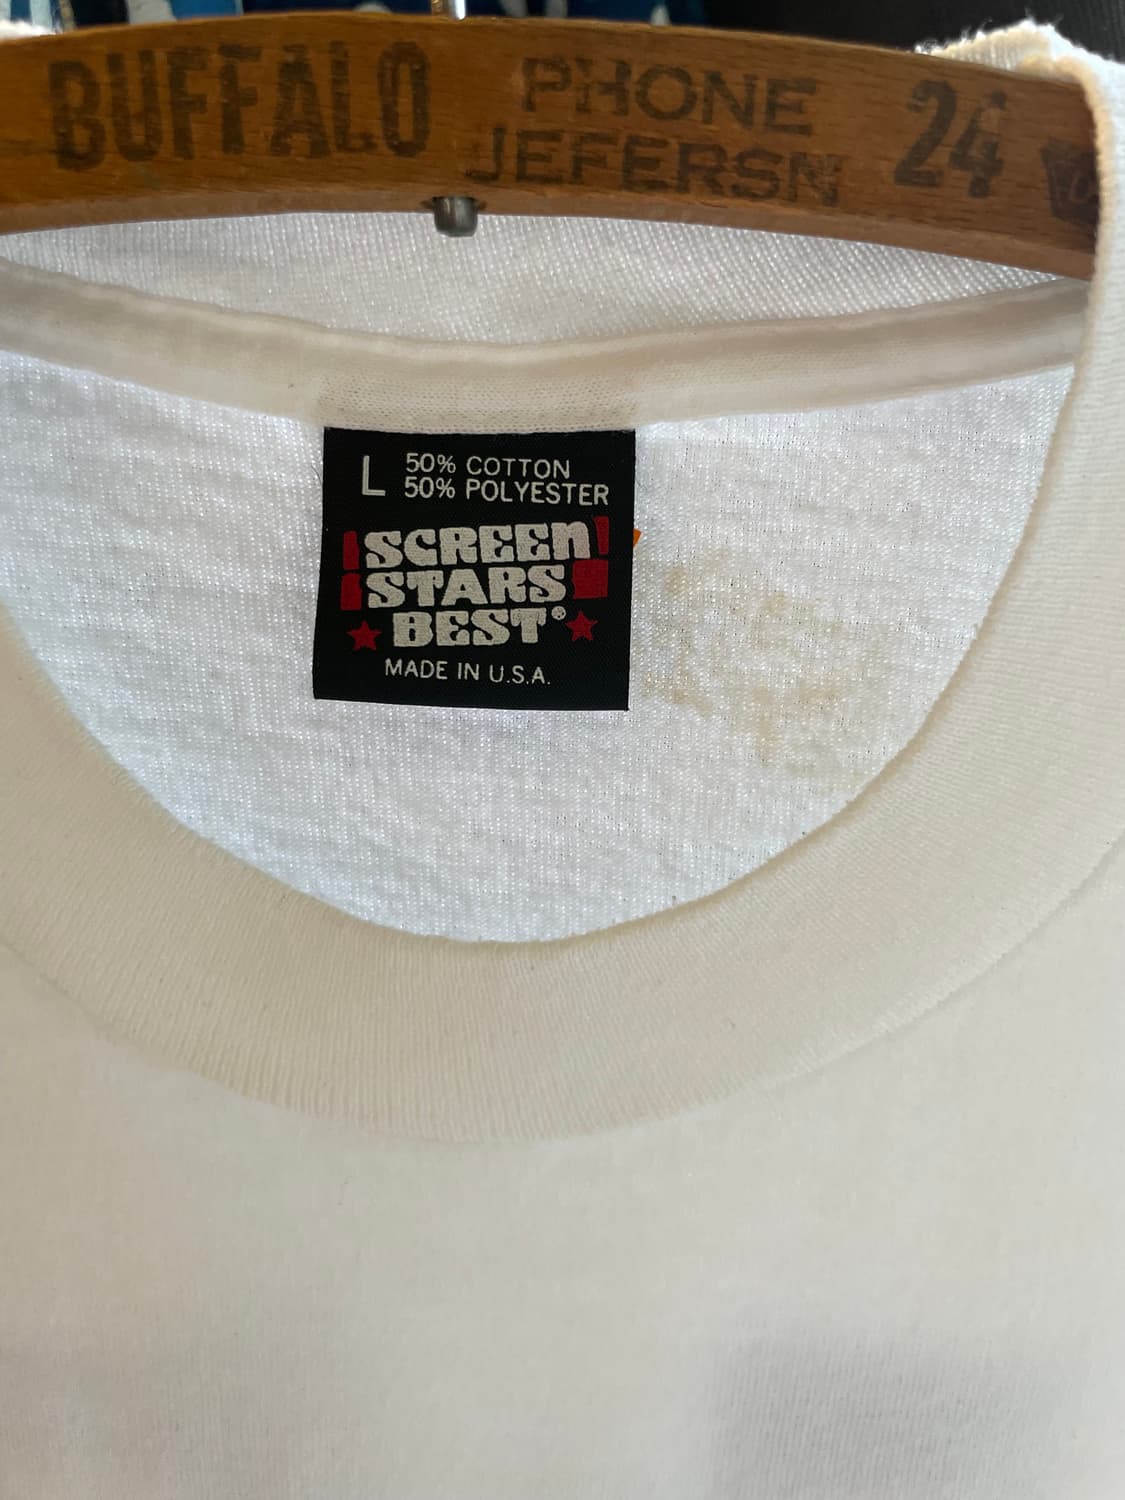 BUFFALO PHONE 24
JEFERSN
L 50% COTTON
50% POLYESTER
SCREEN
STARS
BEST®
MADE IN U.S.A.